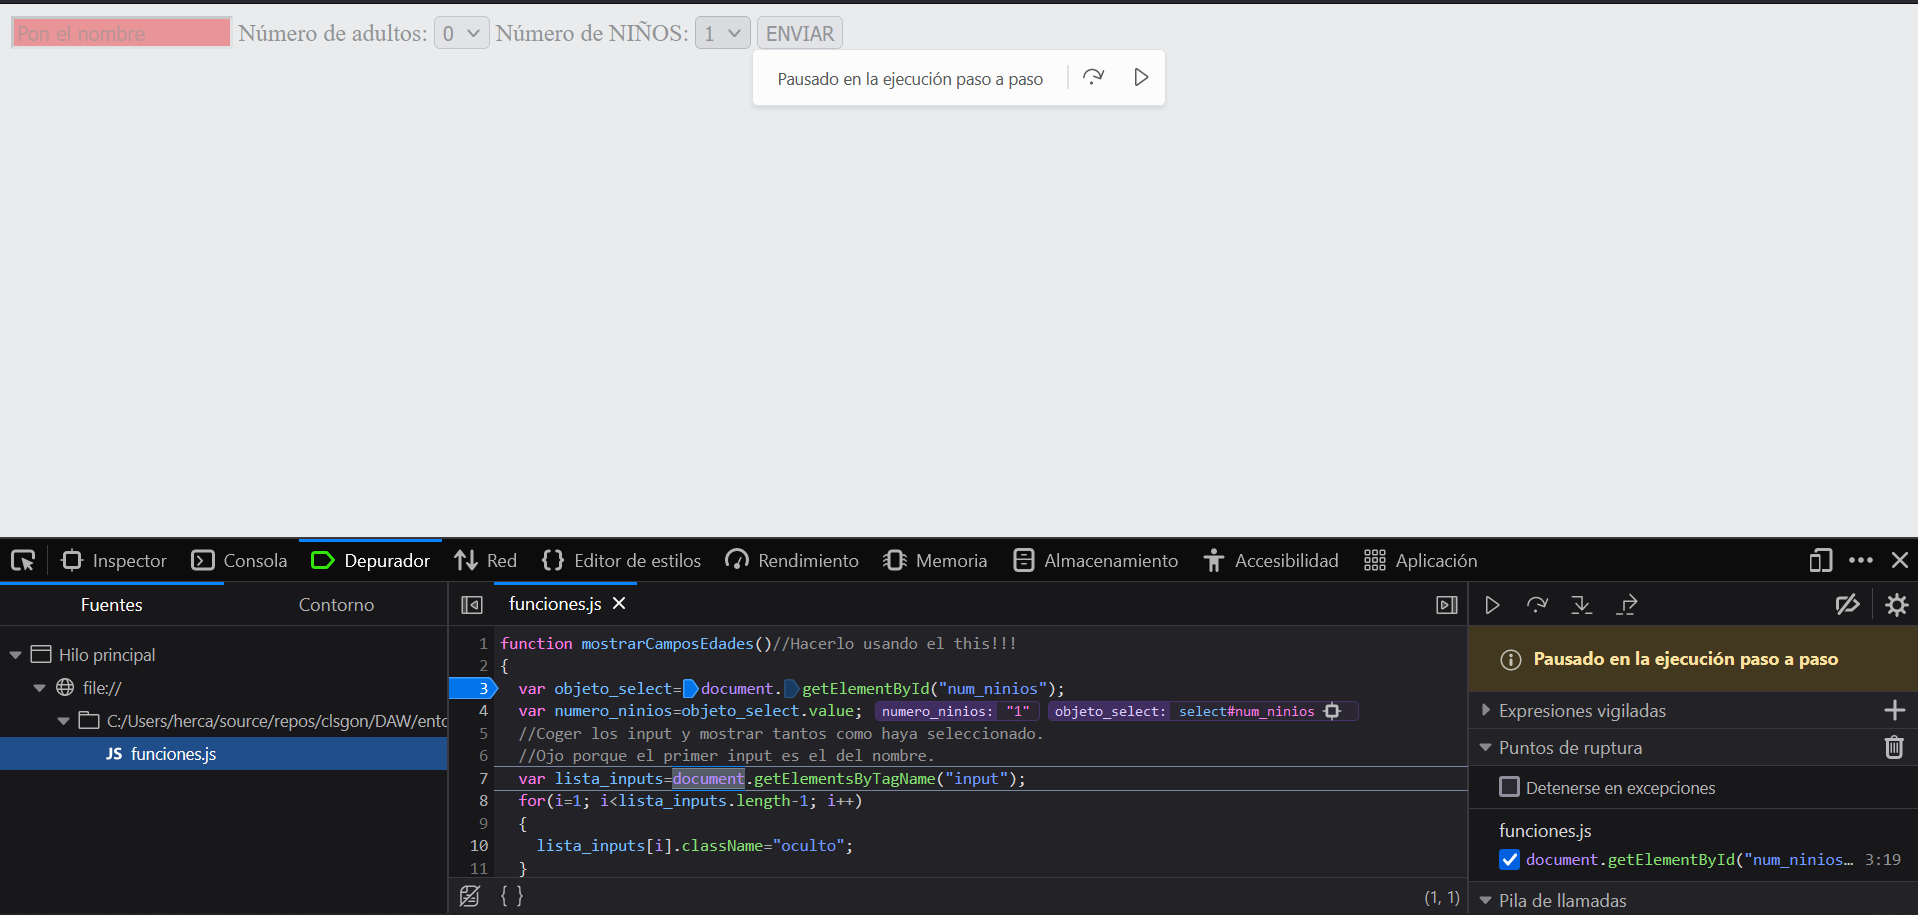 Pon el nombre Número de adultos: 0 Número de NIÑOS: 1 ENVIAR
Pausado en la ejecución paso a paso
Inspector Consola Depurador Red Editor de estilos Rendimiento Memoria Almacenamiento Accesibilidad Aplicación
Fuentes Contorno
Hilo principal
file://
C:/Users/herca/source/repos/clsgon/DAW/ento
JS funciones.js
funciones.js
1 function mostrarCamposEdades()//Hacerlo usando el this!!!
2 {
3 var objeto_select=document.getElementById("num_ninios");
4 var numero_ninios=objeto_select.value; numero_ninios: "1" objeto_select: select#num_ninios
5 //Coger los input y mostrar tantos como haya seleccionado.
6 //Ojo porque el primer input es el del nombre.
7 var lista_inputs=document.getElementsByTagName("input");
8 for(i=1; i<lista_inputs.length-1; i++)
9 {
10 lista_inputs[i].className="oculto";
11 }
{ } (1, 1)
Pausado en la ejecución paso a paso
Expresiones vigiladas
Puntos de ruptura
Detenerse en excepciones
funciones.js
document.getElementById("num_ninios… 3:19
Pila de llamadas